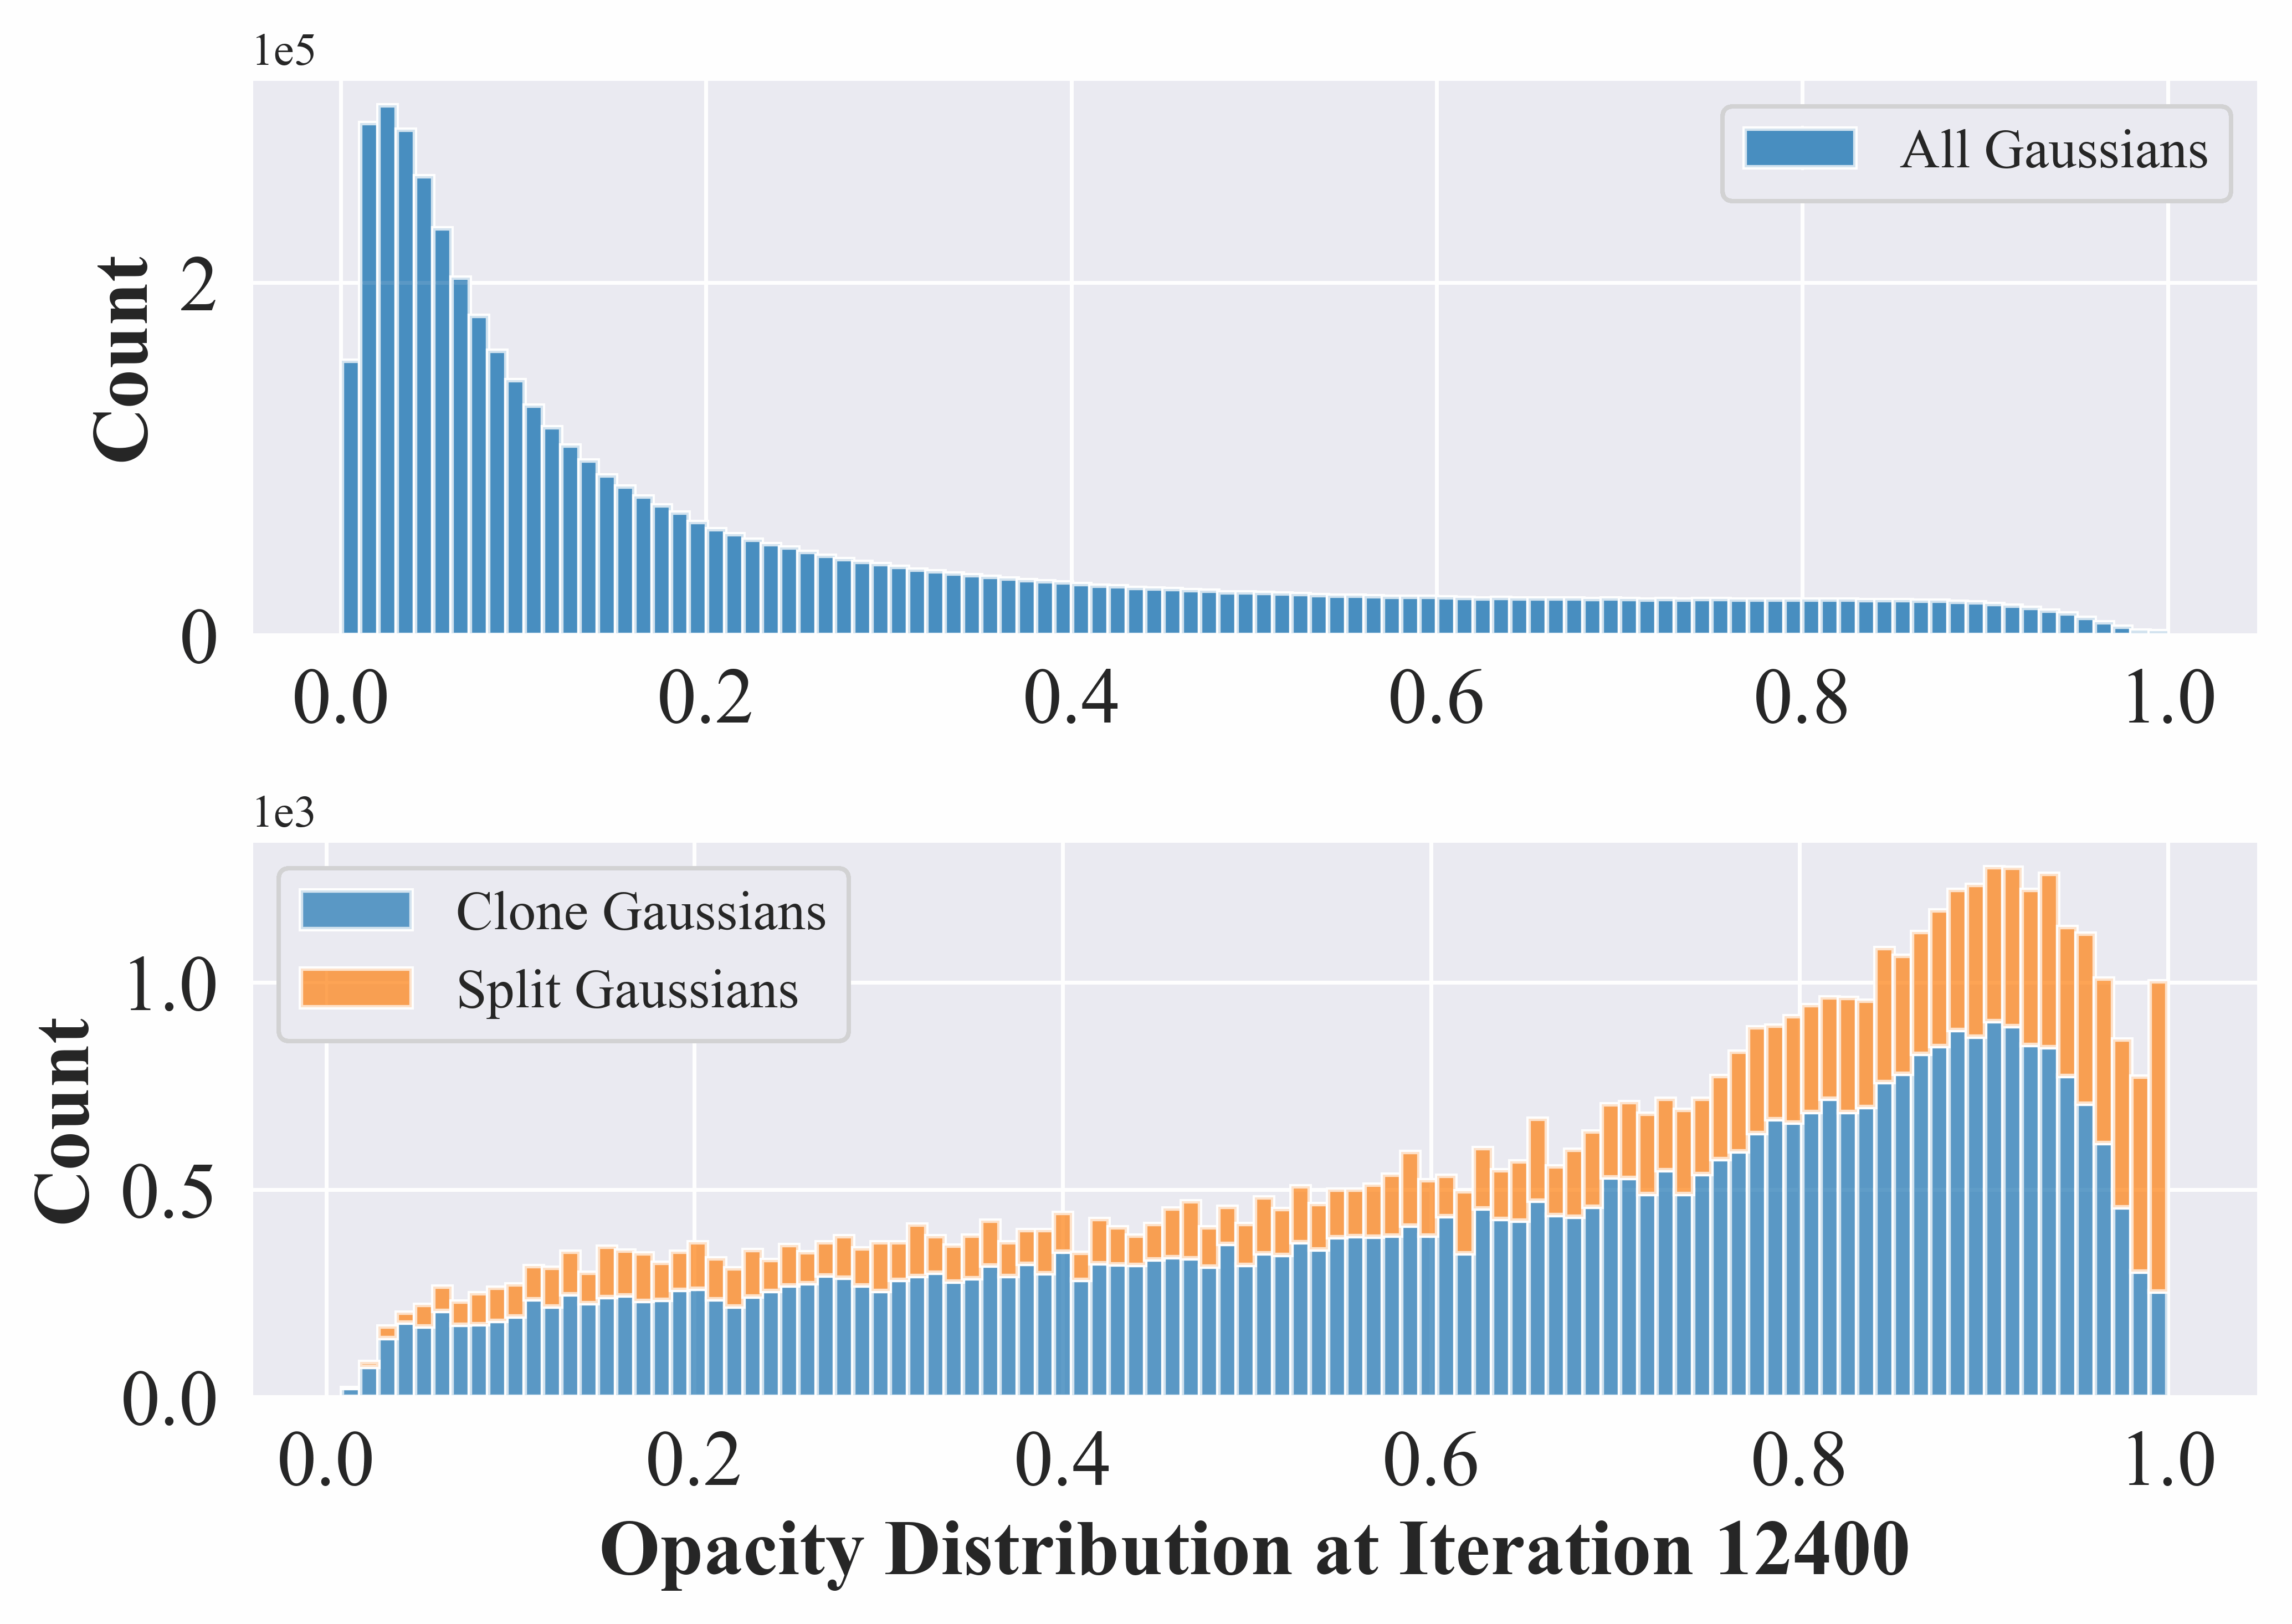 1e5
All Gaussians
Count
2
0
0.0 0.2 0.4 0.6 0.8 1.0
1e3
Clone Gaussians
Split Gaussians
Count
1.0
0.5
0.0
0.0 0.2 0.4 0.6 0.8 1.0
Opacity Distribution at Iteration 12400